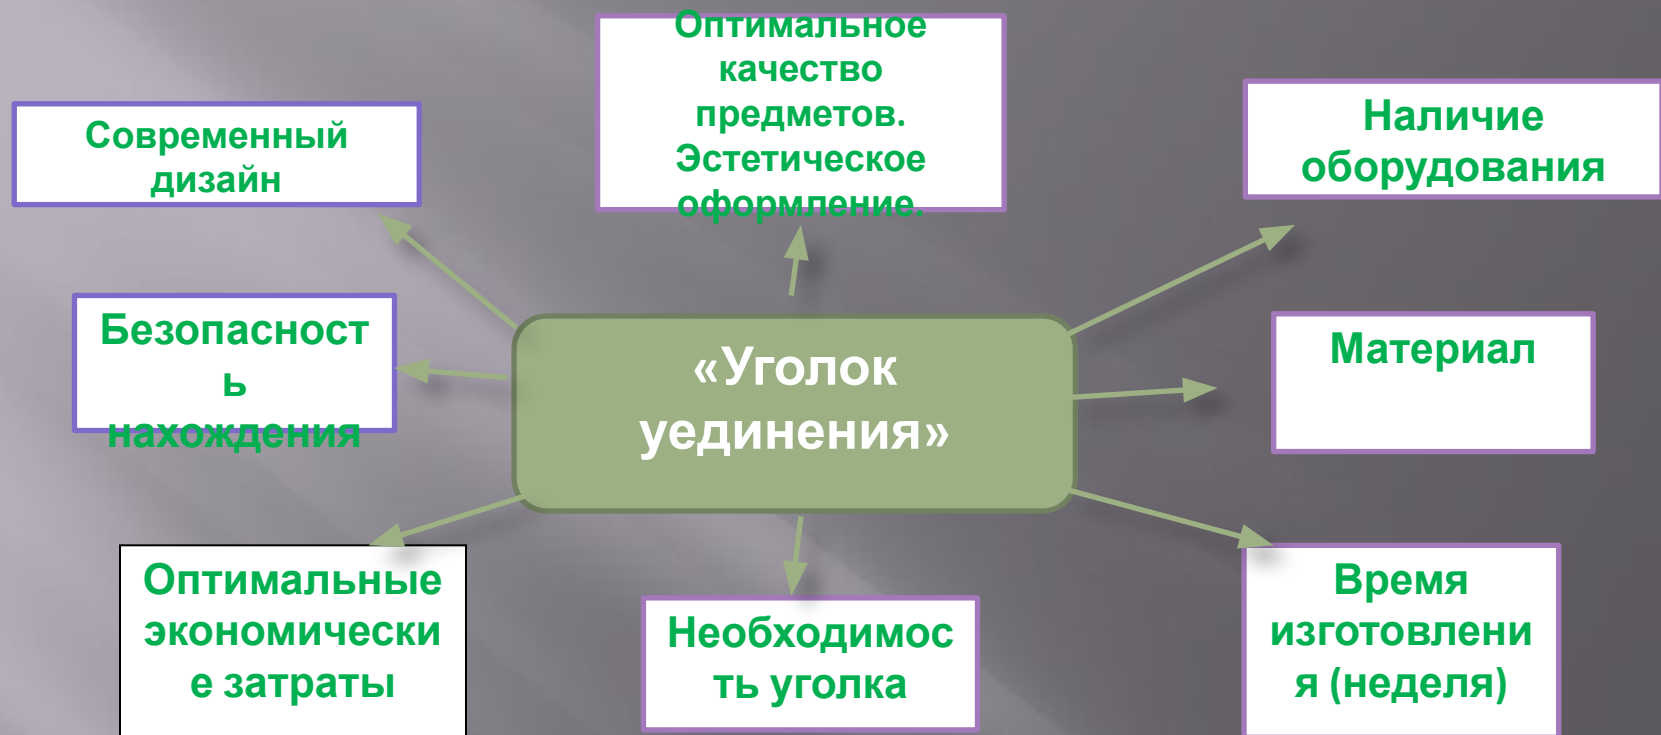 Оптимальное
качество
предметов.
Эстетическое
оформление.
Современный
дизайн
Наличие
оборудования
Безопасност
ь
нахождения
«Уголок
уединения»
Материал
Оптимальные
экономически
е затраты
Необходимос
ть уголка
Время
изготовлени
я (неделя)